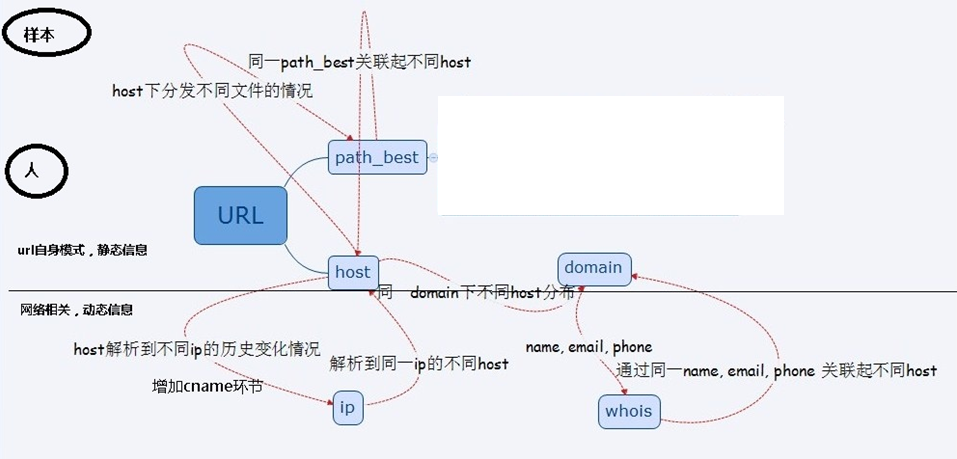 样本
同一path_best关联起不同host
host下分发不同文件的情况
path_best
人
URL
url自身模式，静态信息
host
domain
同一 domain下不同host分布
网络相关，动态信息
host解析到不同ip的历史变化情况
解析到同一ip的不同host
name, email, phone
通过同一name, email, phone 关联起不同host
增加cname环节
ip
whois